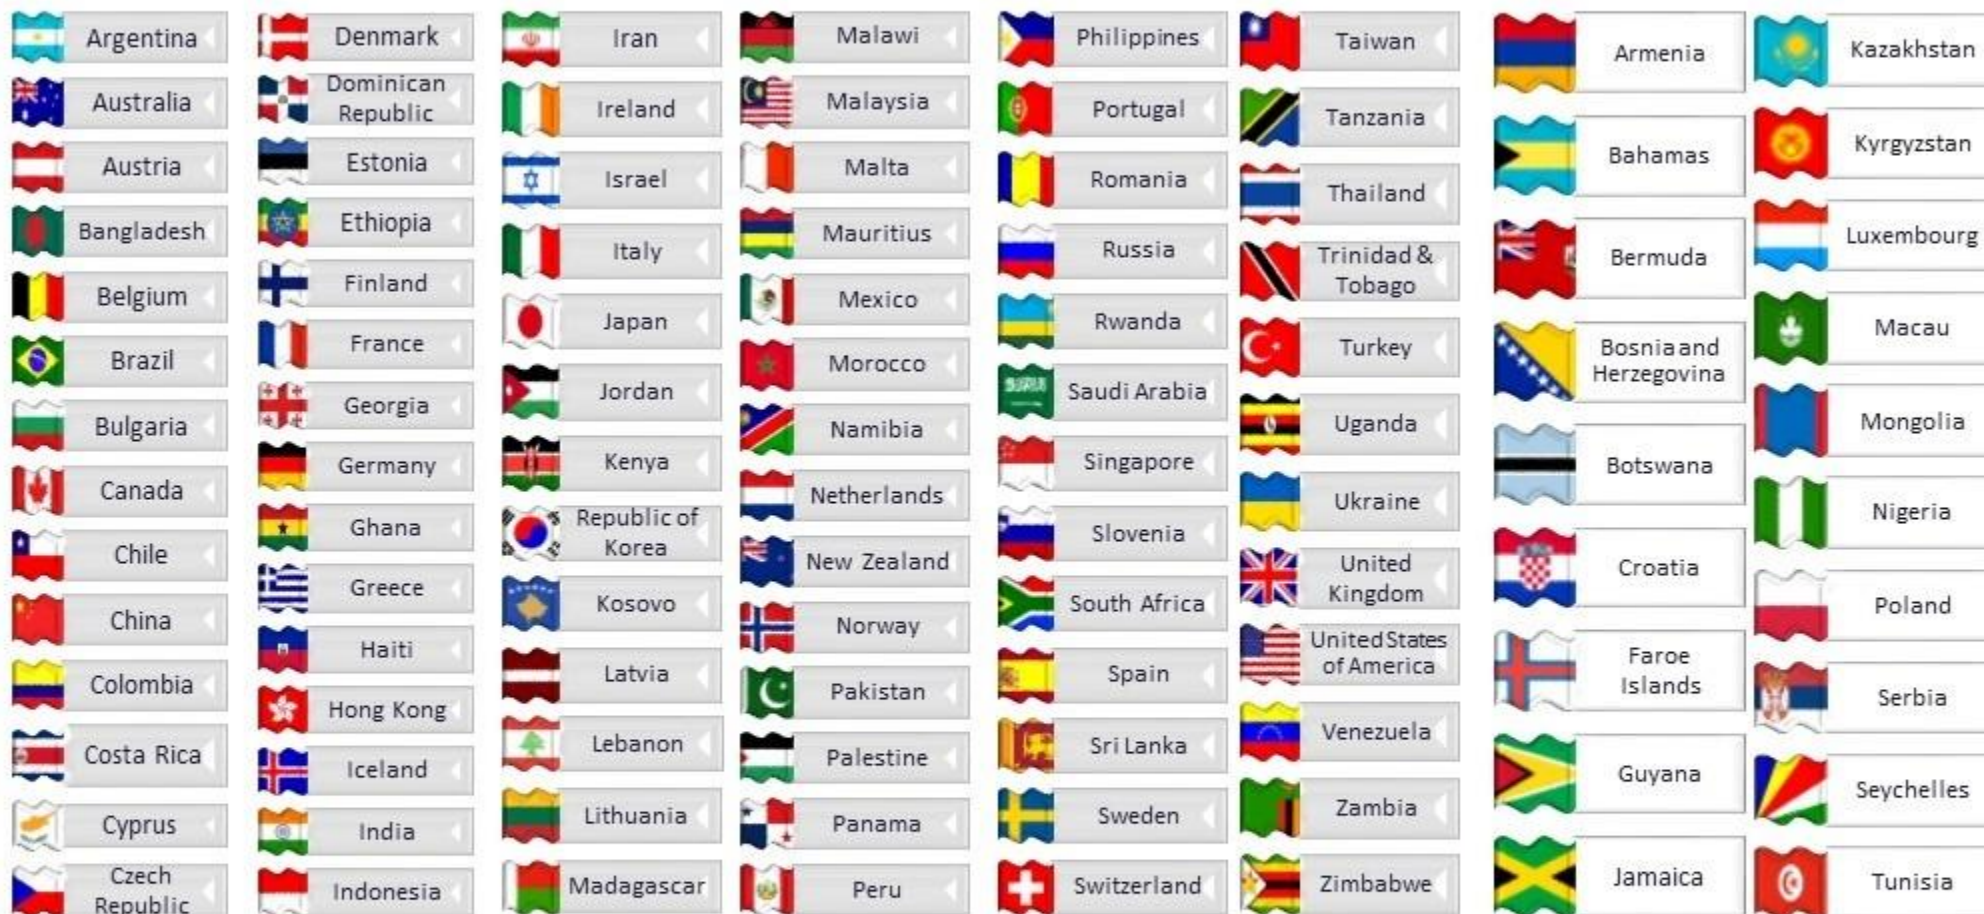 Argentina
Australia
Austria
Bangladesh
Belgium
Brazil
Bulgaria
Canada
Chile
China
Colombia
Costa Rica
Cyprus
Czech
Republic
Denmark
Dominican
Republic
Estonia
Ethiopia
Finland
France
Georgia
Germany
Ghana
Greece
Haiti
Hong Kong
Iceland
India
Indonesia
Iran
Ireland
Israel
Italy
Japan
Jordan
Kenya
Republic of
Korea
Kosovo
Latvia
Lebanon
Lithuania
Madagascar
Malawi
Malaysia
Malta
Mauritius
Mexico
Morocco
Namibia
Netherlands
New Zealand
Norway
Pakistan
Palestine
Panama
Peru
Philippines
Portugal
Romania
Russia
Rwanda
Saudi Arabia
Singapore
Slovenia
South Africa
Spain
Sri Lanka
Sweden
Switzerland
Taiwan
Tanzania
Thailand
Trinidad &
Tobago
Turkey
Uganda
Ukraine
United
Kingdom
United States
of America
Venezuela
Zambia
Zimbabwe
Armenia
Bahamas
Bermuda
Bosnia and
Herzegovina
Botswana
Croatia
Faroe
Islands
Guyana
Jamaica
Kazakhstan
Kyrgyzstan
Luxembourg
Macau
Mongolia
Nigeria
Poland
Serbia
Seychelles
Tunisia